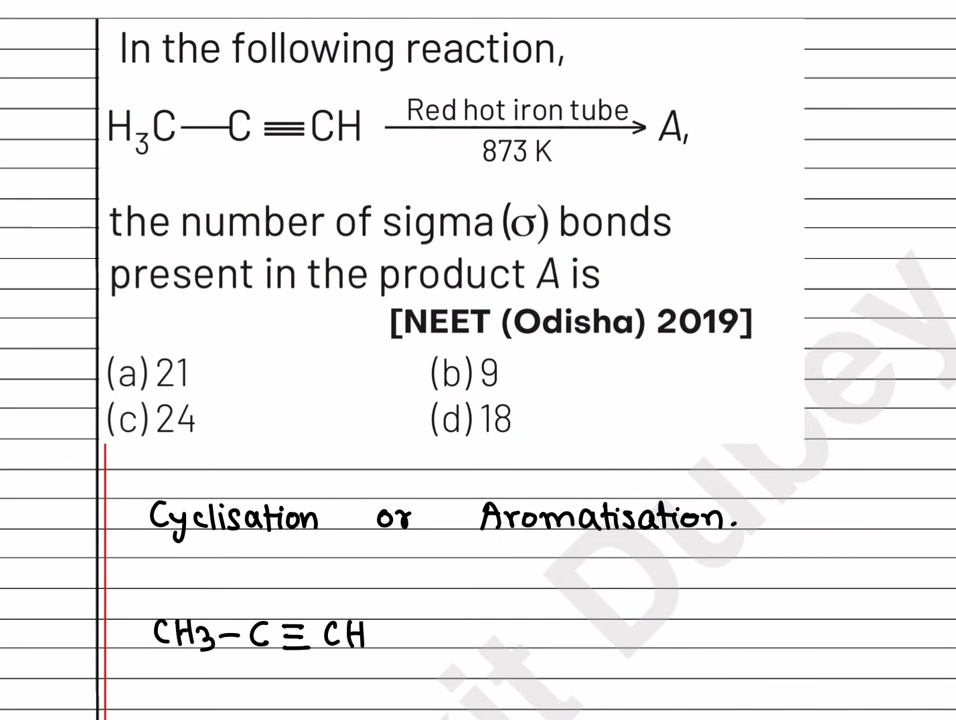 In the following reaction,
H₃C—C≡CH Red hot iron tube 873 K A,
the number of sigma (σ) bonds
present in the product A is
[NEET (Odisha) 2019]
(a) 21 (b) 9
(c) 24 (d) 18
Cyclisation or Aromatisation.
CH3-C≡CH